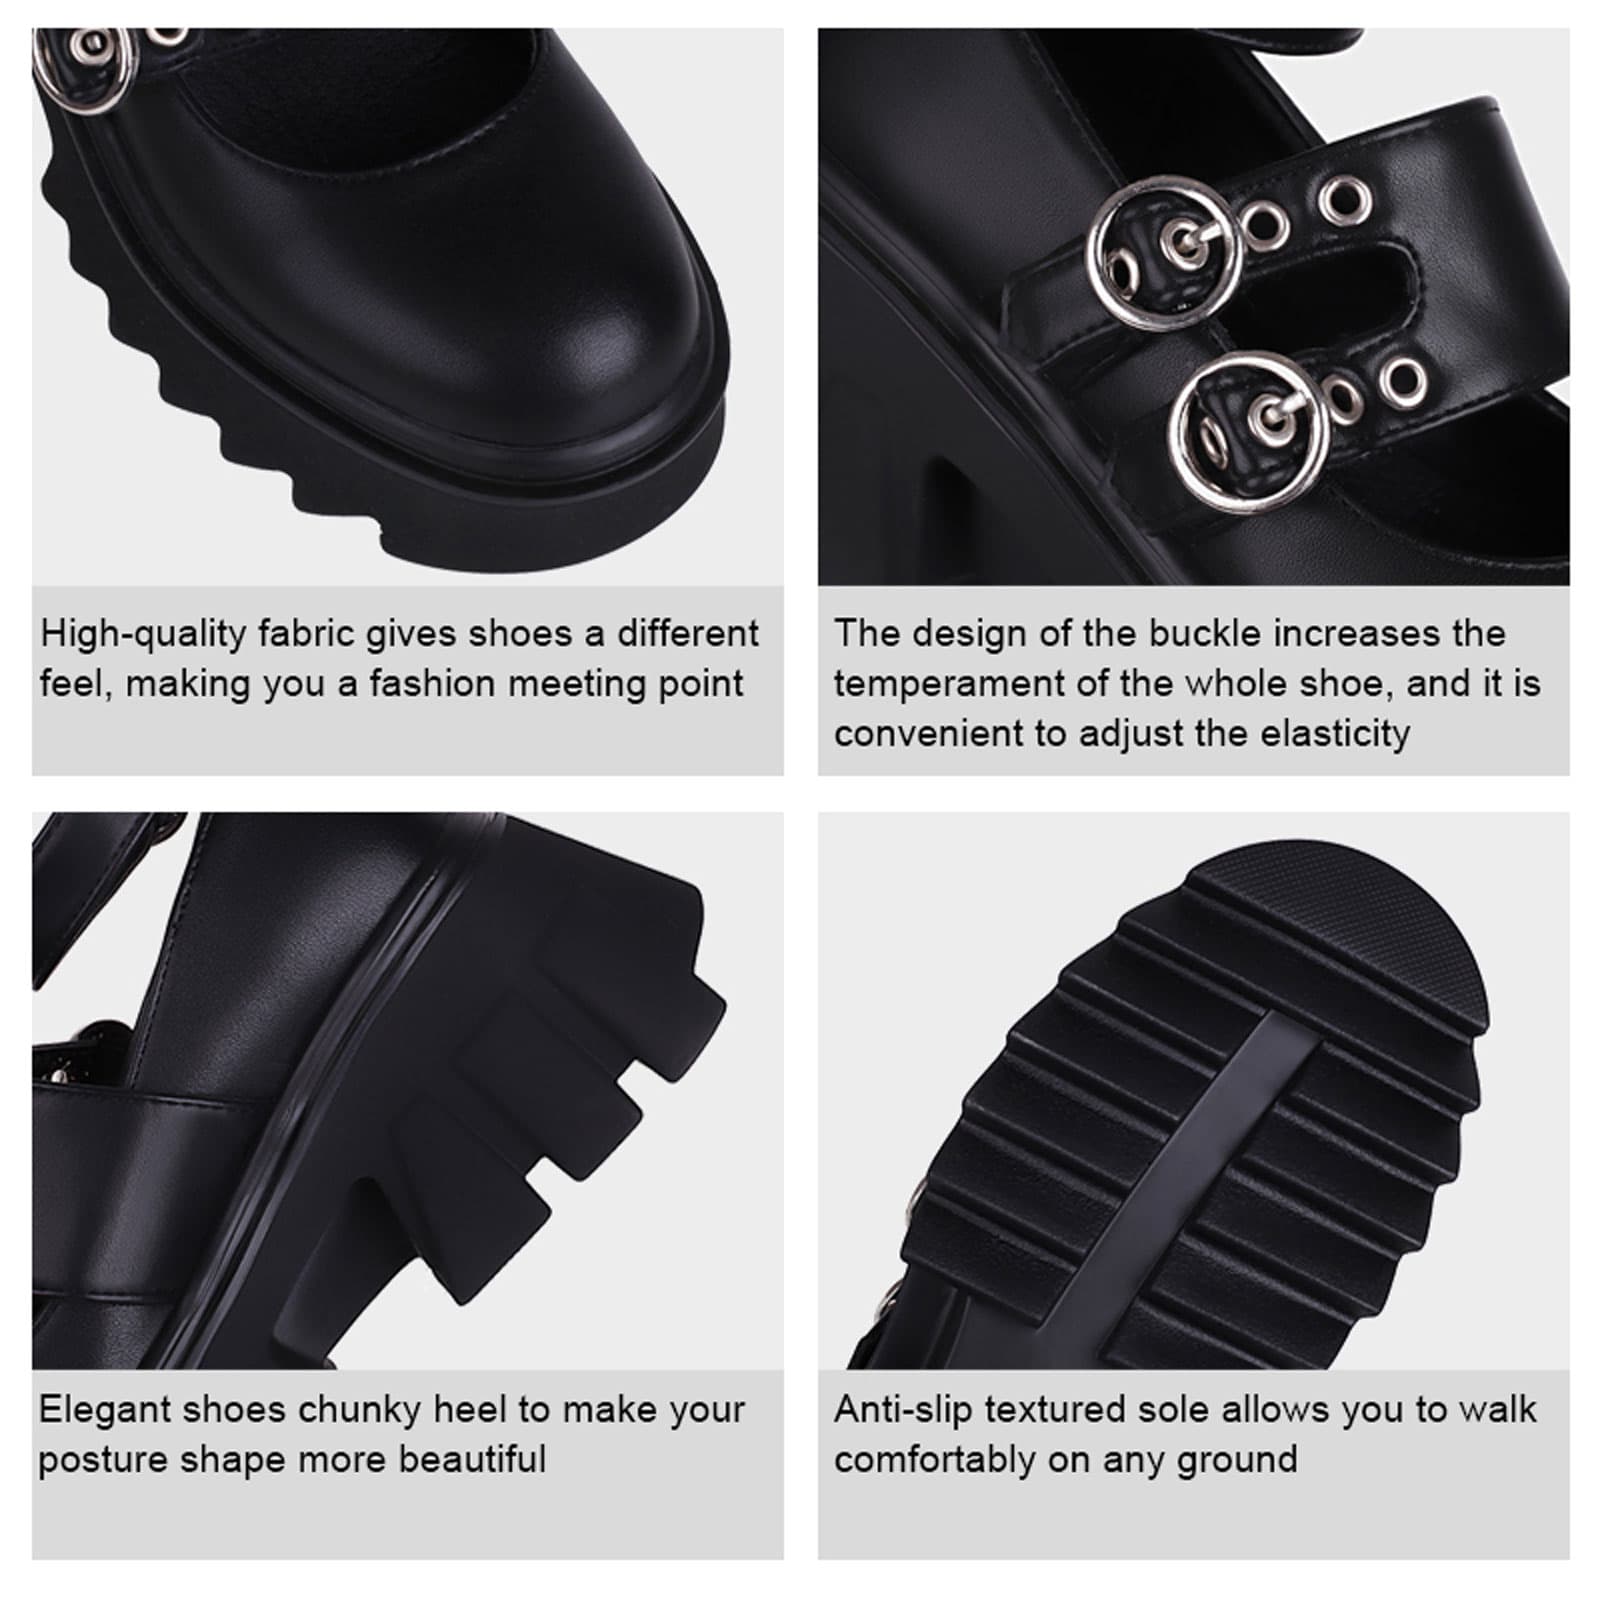 High-quality fabric gives shoes a different
feel, making you a fashion meeting point
The design of the buckle increases the
temperament of the whole shoe, and it is
convenient to adjust the elasticity
Elegant shoes chunky heel to make your
posture shape more beautiful
Anti-slip textured sole allows you to walk
comfortably on any ground